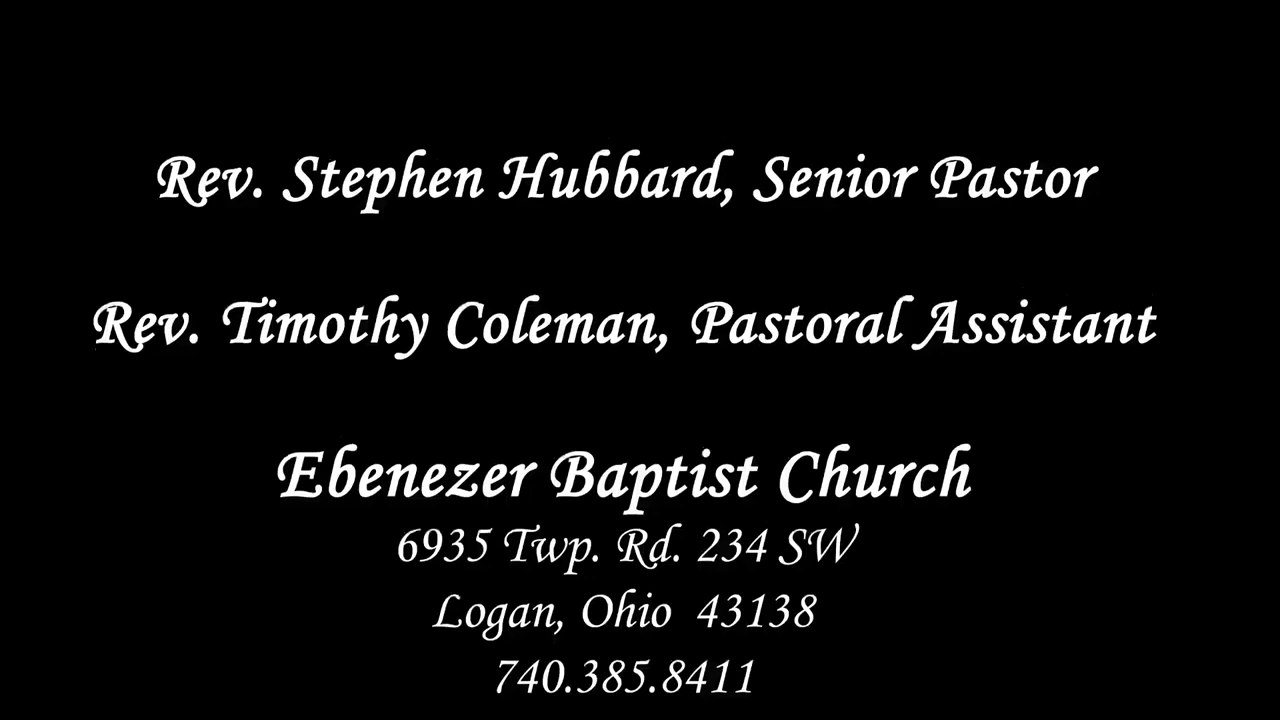 Rev. Stephen Hubbard, Senior Pastor
Rev. Timothy Coleman, Pastoral Assistant
Ebenezer Baptist Church
6935 Twp. Rd. 234 SW
Logan, Ohio  43138
740.385.8411